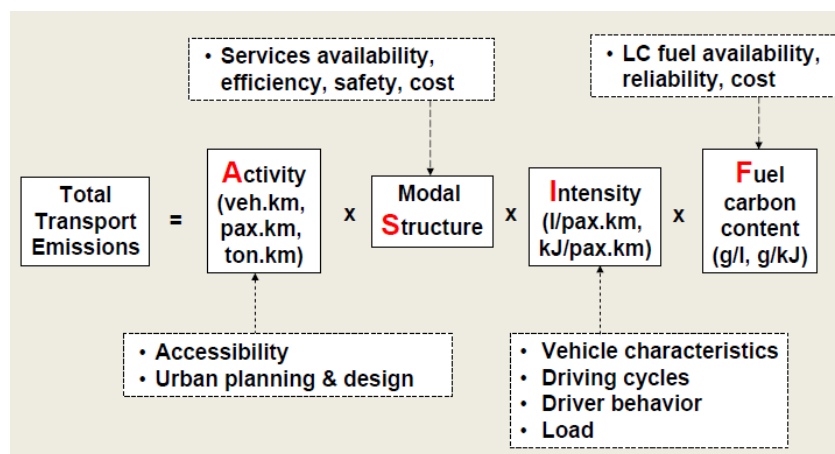 • Services availability,
efficiency, safety, cost
• LC fuel availability,
reliability, cost
Total
Transport
Emissions
=
Activity
(veh.km,
pax.km,
ton.km)
x
Modal
Structure
x
Intensity
(l/pax.km,
kJ/pax.km)
x
Fuel
carbon
content
(g/l, g/kJ)
• Accessibility
• Urban planning & design
• Vehicle characteristics
• Driving cycles
• Driver behavior
• Load